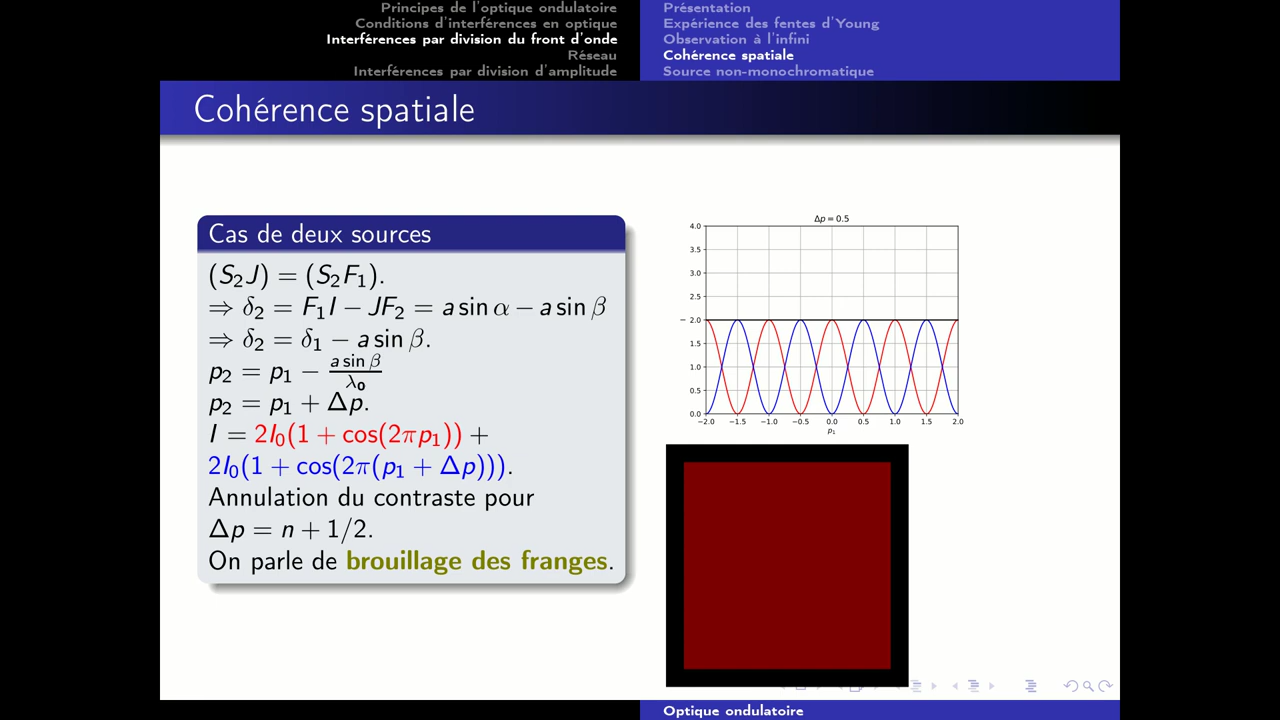 Principes de l'optique ondulatoire
Conditions d'interférences en optique
Interférences par division du front d'onde
Réseau
Interférences par division d'amplitude
Présentation
Expérience des fentes d'Young
Observation à l'infini
Cohérence spatiale
Source non-monochromatique
Cohérence spatiale
Cas de deux sources
(S₂J) = (S₂F₁).
⇒ δ₂ = F₁I − JF₂ = a sin α − a sin β
⇒ δ₂ = δ₁ − a sin β.
p₂ = p₁ − a sin β / λ₀
p₂ = p₁ + Δp.
I = 2I₀(1 + cos(2πp₁)) +
2I₀(1 + cos(2π(p₁ + Δp))).
Annulation du contraste pour
Δp = n + 1/2.
On parle de brouillage des franges.
Δp = 0.5
4.0
3.5
3.0
2.5
2.0
1.5
1.0
0.5
0.0
−2.0 −1.5 −1.0 −0.5 0.0 0.5 1.0 1.5 2.0
p₁
Optique ondulatoire